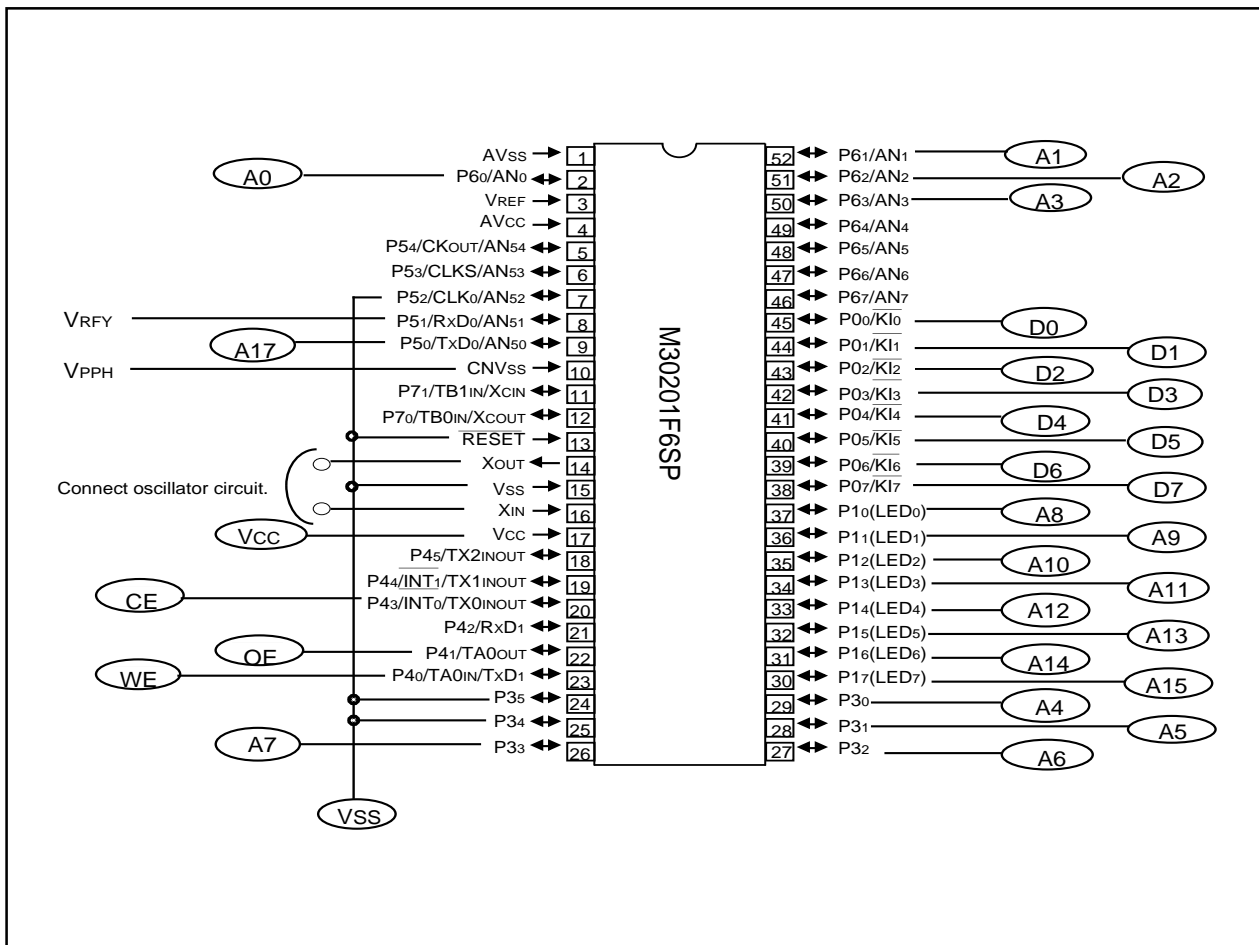 AVSS 1
A0 P60/AN0 2
VREF 3
AVCC 4
P54/CKOUT/AN54 5
P53/CLKS/AN53 6
P52/CLK0/AN52 7
VRFY P51/RXD0/AN51 8
A17 P50/TXD0/AN50 9
VPPH CNVSS 10
P71/TB1IN/XCIN 11
P70/TB0IN/XCOUT 12
RESET 13
XOUT 14
Connect oscillator circuit.
VSS 15
XIN 16
VCC VCC 17
P45/TX2INOUT 18
P44/INT1/TX1INOUT 19
CE P43/INT0/TX0INOUT 20
P42/RXD1 21
OE P41/TA0OUT 22
WE P40/TA0IN/TXD1 23
P35 24
P34 25
A7 P33 26
VSS
M30201F6SP
52 P61/AN1 A1
51 P62/AN2 A2
50 P63/AN3 A3
49 P64/AN4
48 P65/AN5
47 P66/AN6
46 P67/AN7
45 P00/KI0 D0
44 P01/KI1 D1
43 P02/KI2 D2
42 P03/KI3 D3
41 P04/KI4 D4
40 P05/KI5 D5
39 P06/KI6 D6
38 P07/KI7 D7
37 P10(LED0) A8
36 P11(LED1) A9
35 P12(LED2) A10
34 P13(LED3) A11
33 P14(LED4) A12
32 P15(LED5) A13
31 P16(LED6) A14
30 P17(LED7) A15
29 P30 A4
28 P31 A5
27 P32 A6